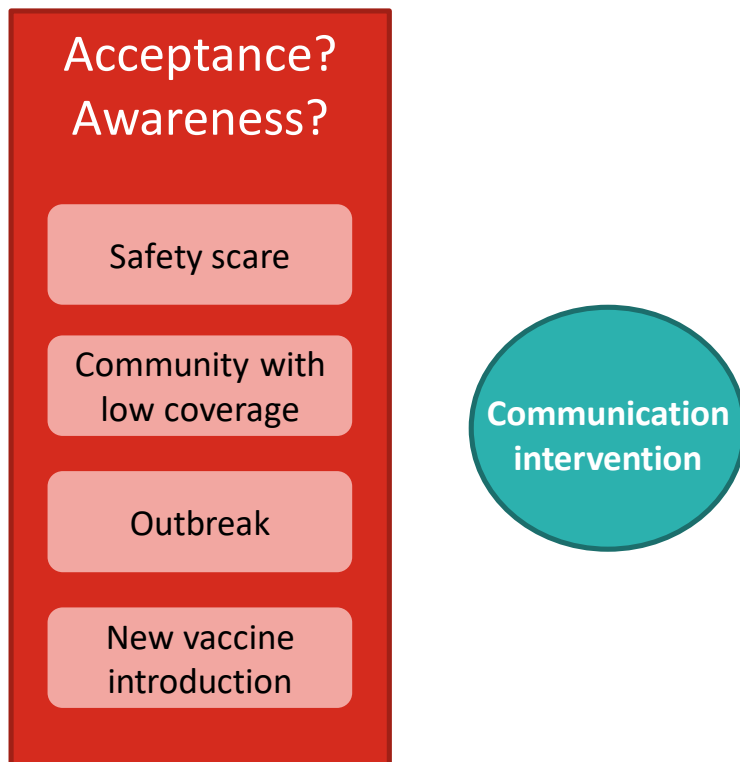 Acceptance?
Awareness?
Safety scare
Community with
low coverage
Outbreak
New vaccine
introduction
Communication
intervention